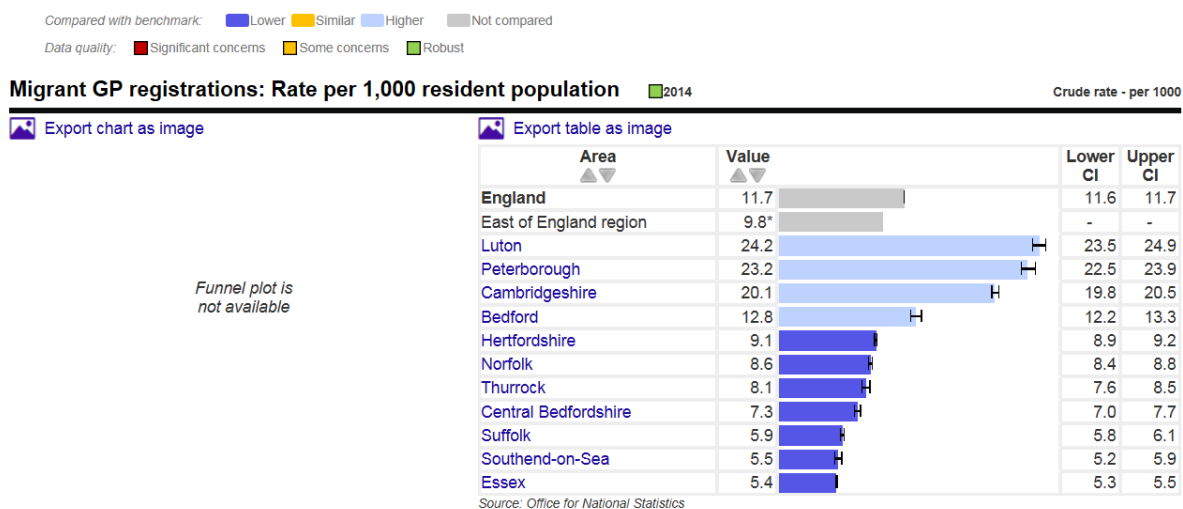 Compared with benchmark: Lower Similar Higher Not compared
Data quality: Significant concerns Some concerns Robust
Migrant GP registrations: Rate per 1,000 resident population 2014 Crude rate - per 1000
Export chart as image
Export table as image
Funnel plot is
not available
Area Value Lower CI Upper CI
England 11.7 11.6 11.7
East of England region 9.8* - -
Luton 24.2 23.5 24.9
Peterborough 23.2 22.5 23.9
Cambridgeshire 20.1 19.8 20.5
Bedford 12.8 12.2 13.3
Hertfordshire 9.1 8.9 9.2
Norfolk 8.6 8.4 8.8
Thurrock 8.1 7.6 8.5
Central Bedfordshire 7.3 7.0 7.7
Suffolk 5.9 5.8 6.1
Southend-on-Sea 5.5 5.2 5.9
Essex 5.4 5.3 5.5
Source: Office for National Statistics